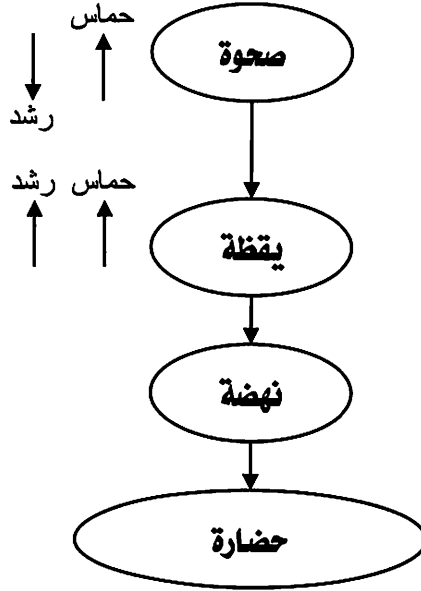 حماس
صحوة
رشد
حماس رشد
يقظة
نهضة
حضارة